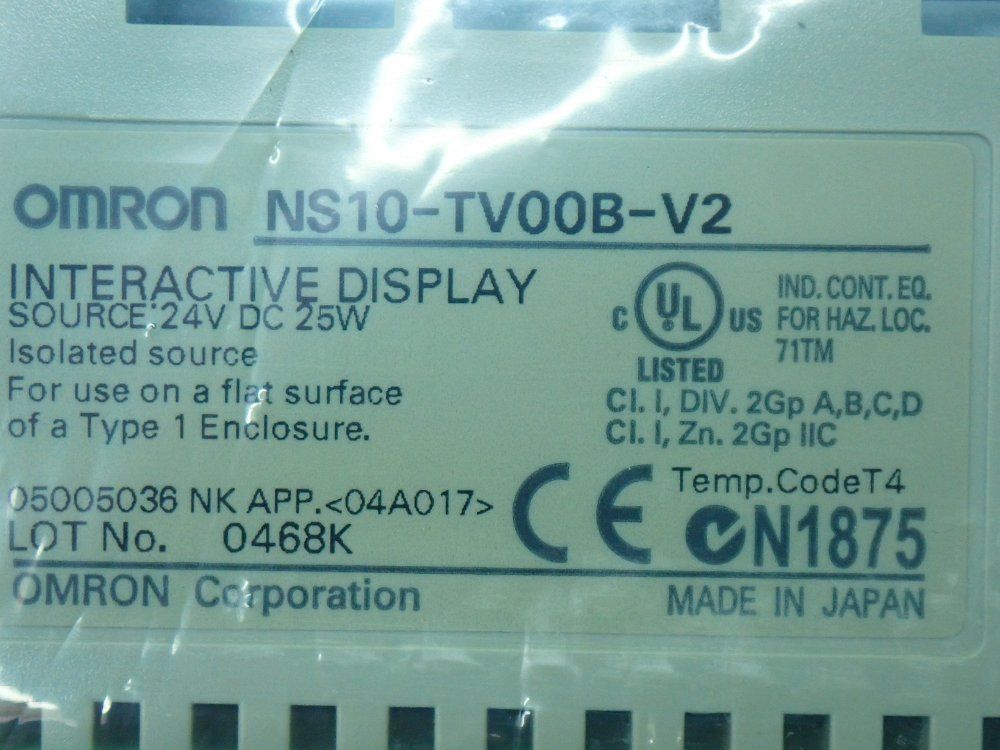 OMRON NS10-TV00B-V2
INTERACTIVE DISPLAY
SOURCE:24V DC 25W
Isolated source
For use on a flat surface
of a Type 1 Enclosure.
C UL US
LISTED
IND. CONT. EQ.
FOR HAZ. LOC.
71TM
Cl. I, DIV. 2Gp A,B,C,D
Cl. I, Zn. 2Gp IIC
05005036 NK APP.<04A017>
LOT No. 0468K
CE
Temp.CodeT4
N1875
OMRON Corporation
MADE IN JAPAN